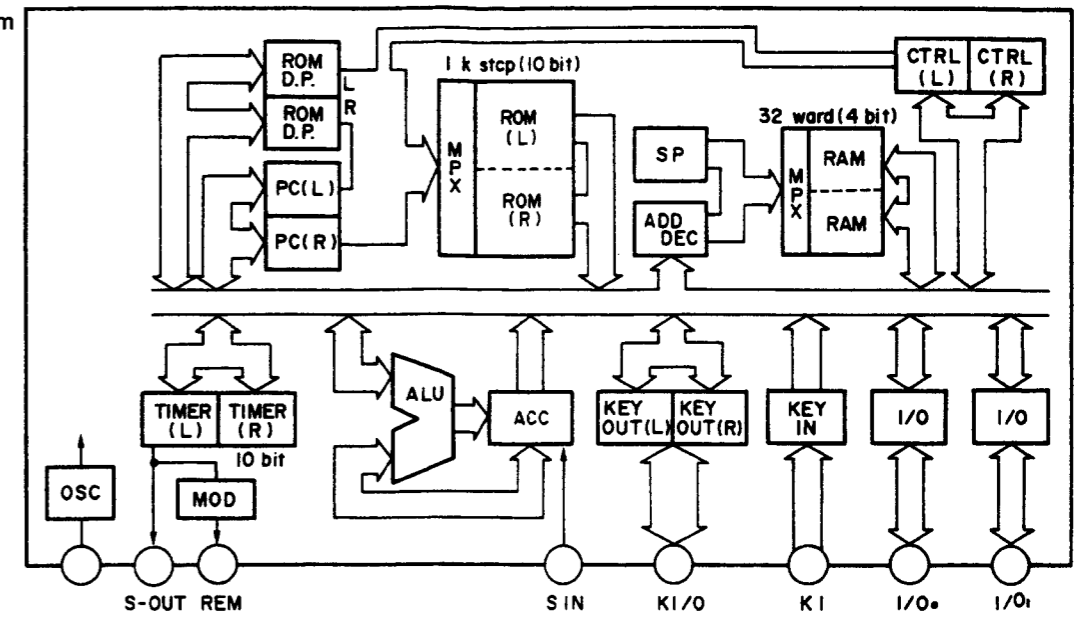 m
ROM
D.P.
L
R
ROM
D.P.
PC(L)
PC(R)
1 k stcp (10 bit)
MPX
ROM
(L)
ROM
(R)
SP
ADD
DEC
32 ward (4 bit)
MPX
RAM
RAM
CTRL
(L)
CTRL
(R)
TIMER
(L)
TIMER
(R)
10 bit
OSC
MOD
ALU
ACC
KEY
OUT(L)
KEY
OUT(R)
KEY
IN
I/O
I/O
S-OUT
REM
SIN
KI/O
KI
I/O₀
I/O₁